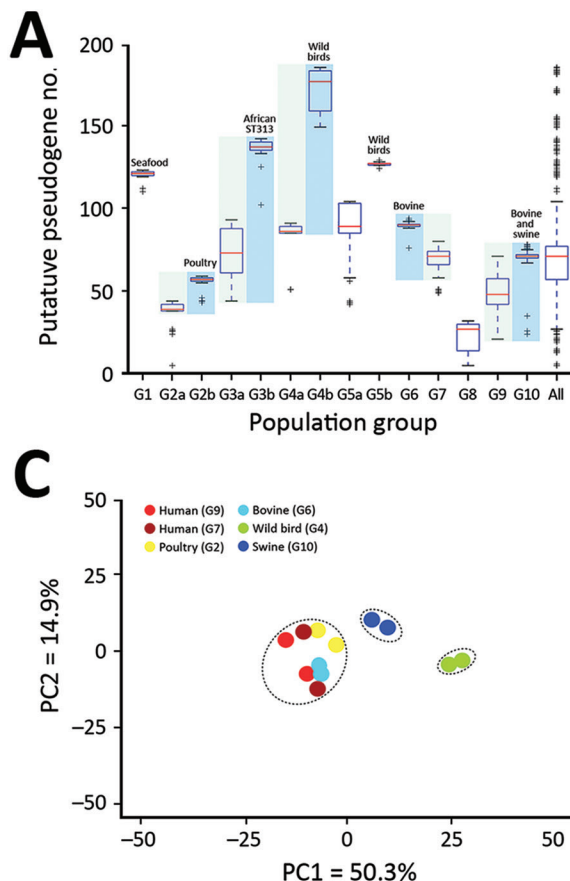 A
Putative pseudogene no.
200
150
100
50
0
Seafood
Poultry
African
ST313
Wild
birds
Wild
birds
Bovine
Bovine
and
swine
G1 G2a G2b G3a G3b G4a G4b G5a G5b G6 G7 G8 G9 G10 All
Population group
C
PC2 = 14.9%
50
25
0
−25
−50
Human (G9) Bovine (G6)
Human (G7) Wild bird (G4)
Poultry (G2) Swine (G10)
−50 −25 0 25 50
PC1 = 50.3%